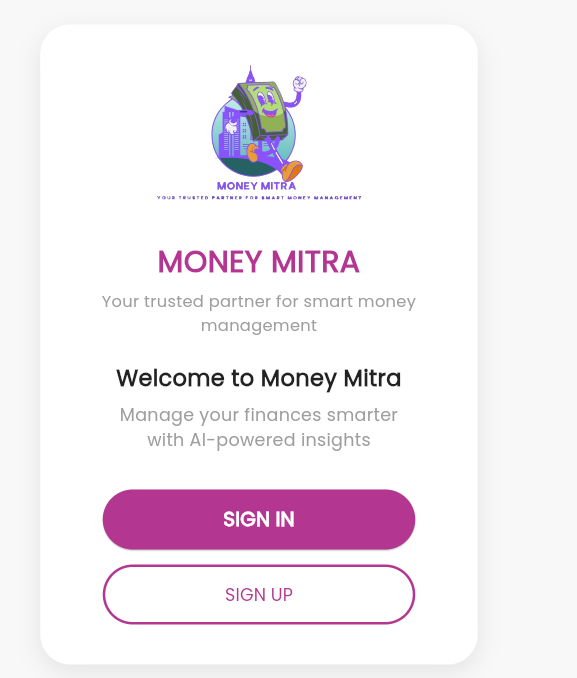 MONEY MITRA
YOUR TRUSTED PARTNER FOR SMART MONEY MANAGEMENT
MONEY MITRA
Your trusted partner for smart money
management
Welcome to Money Mitra
Manage your finances smarter
with AI-powered insights
SIGN IN
SIGN UP